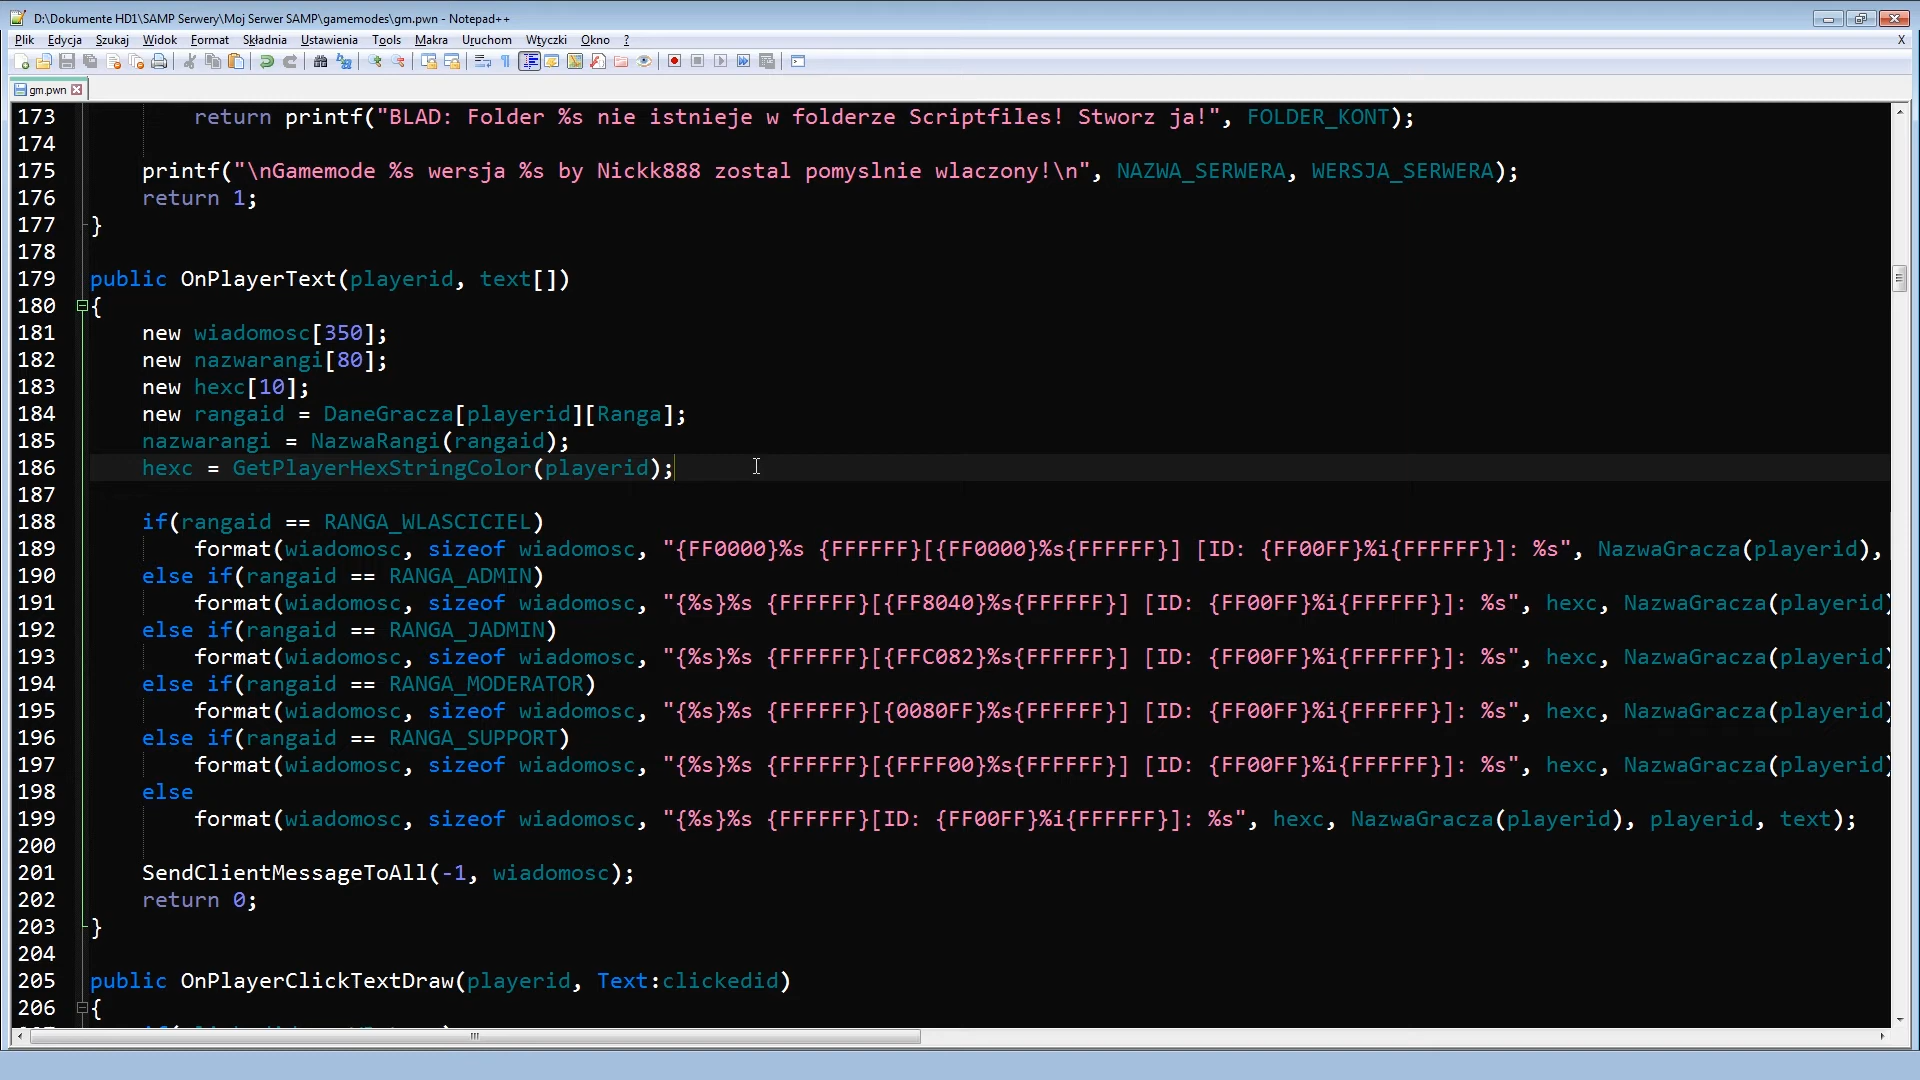 D:\Dokumente HD1\SAMP Serwery\Moj Serwer SAMP\gamemodes\gm.pwn - Notepad++
Plik Edycja Szukaj Widok Format Składnia Ustawienia Tools Makra Uruchom Wtyczki Okno ? X
gm.pwn
173 return printf("BLAD: Folder %s nie istnieje w folderze Scriptfiles! Stworz ja!", FOLDER_KONT);
174
175 printf("\nGamemode %s wersja %s by Nickk888 zostal pomyslnie wlaczony!\n", NAZWA_SERWERA, WERSJA_SERWERA);
176 return 1;
177 }
178
179 public OnPlayerText(playerid, text[])
180 {
181 new wiadomosc[350];
182 new nazwarangi[80];
183 new hexc[10];
184 new rangaid = DaneGracza[playerid][Ranga];
185 nazwarangi = NazwaRangi(rangaid);
186 hexc = GetPlayerHexStringColor(playerid);
187
188 if(rangaid == RANGA_WLASCICIEL)
189 format(wiadomosc, sizeof wiadomosc, "{FF0000}%s {FFFFFF}[{FF0000}%s{FFFFFF}] [ID: {FF00FF}%i{FFFFFF}]: %s", NazwaGracza(playerid),
190 else if(rangaid == RANGA_ADMIN)
191 format(wiadomosc, sizeof wiadomosc, "{%s}%s {FFFFFF}[{FF8040}%s{FFFFFF}] [ID: {FF00FF}%i{FFFFFF}]: %s", hexc, NazwaGracza(playerid)
192 else if(rangaid == RANGA_JADMIN)
193 format(wiadomosc, sizeof wiadomosc, "{%s}%s {FFFFFF}[{FFC082}%s{FFFFFF}] [ID: {FF00FF}%i{FFFFFF}]: %s", hexc, NazwaGracza(playerid)
194 else if(rangaid == RANGA_MODERATOR)
195 format(wiadomosc, sizeof wiadomosc, "{%s}%s {FFFFFF}[{0080FF}%s{FFFFFF}] [ID: {FF00FF}%i{FFFFFF}]: %s", hexc, NazwaGracza(playerid)
196 else if(rangaid == RANGA_SUPPORT)
197 format(wiadomosc, sizeof wiadomosc, "{%s}%s {FFFFFF}[{FFFF00}%s{FFFFFF}] [ID: {FF00FF}%i{FFFFFF}]: %s", hexc, NazwaGracza(playerid)
198 else
199 format(wiadomosc, sizeof wiadomosc, "{%s}%s {FFFFFF}[ID: {FF00FF}%i{FFFFFF}]: %s", hexc, NazwaGracza(playerid), playerid, text);
200
201 SendClientMessageToAll(-1, wiadomosc);
202 return 0;
203 }
204
205 public OnPlayerClickTextDraw(playerid, Text:clickedid)
206 {